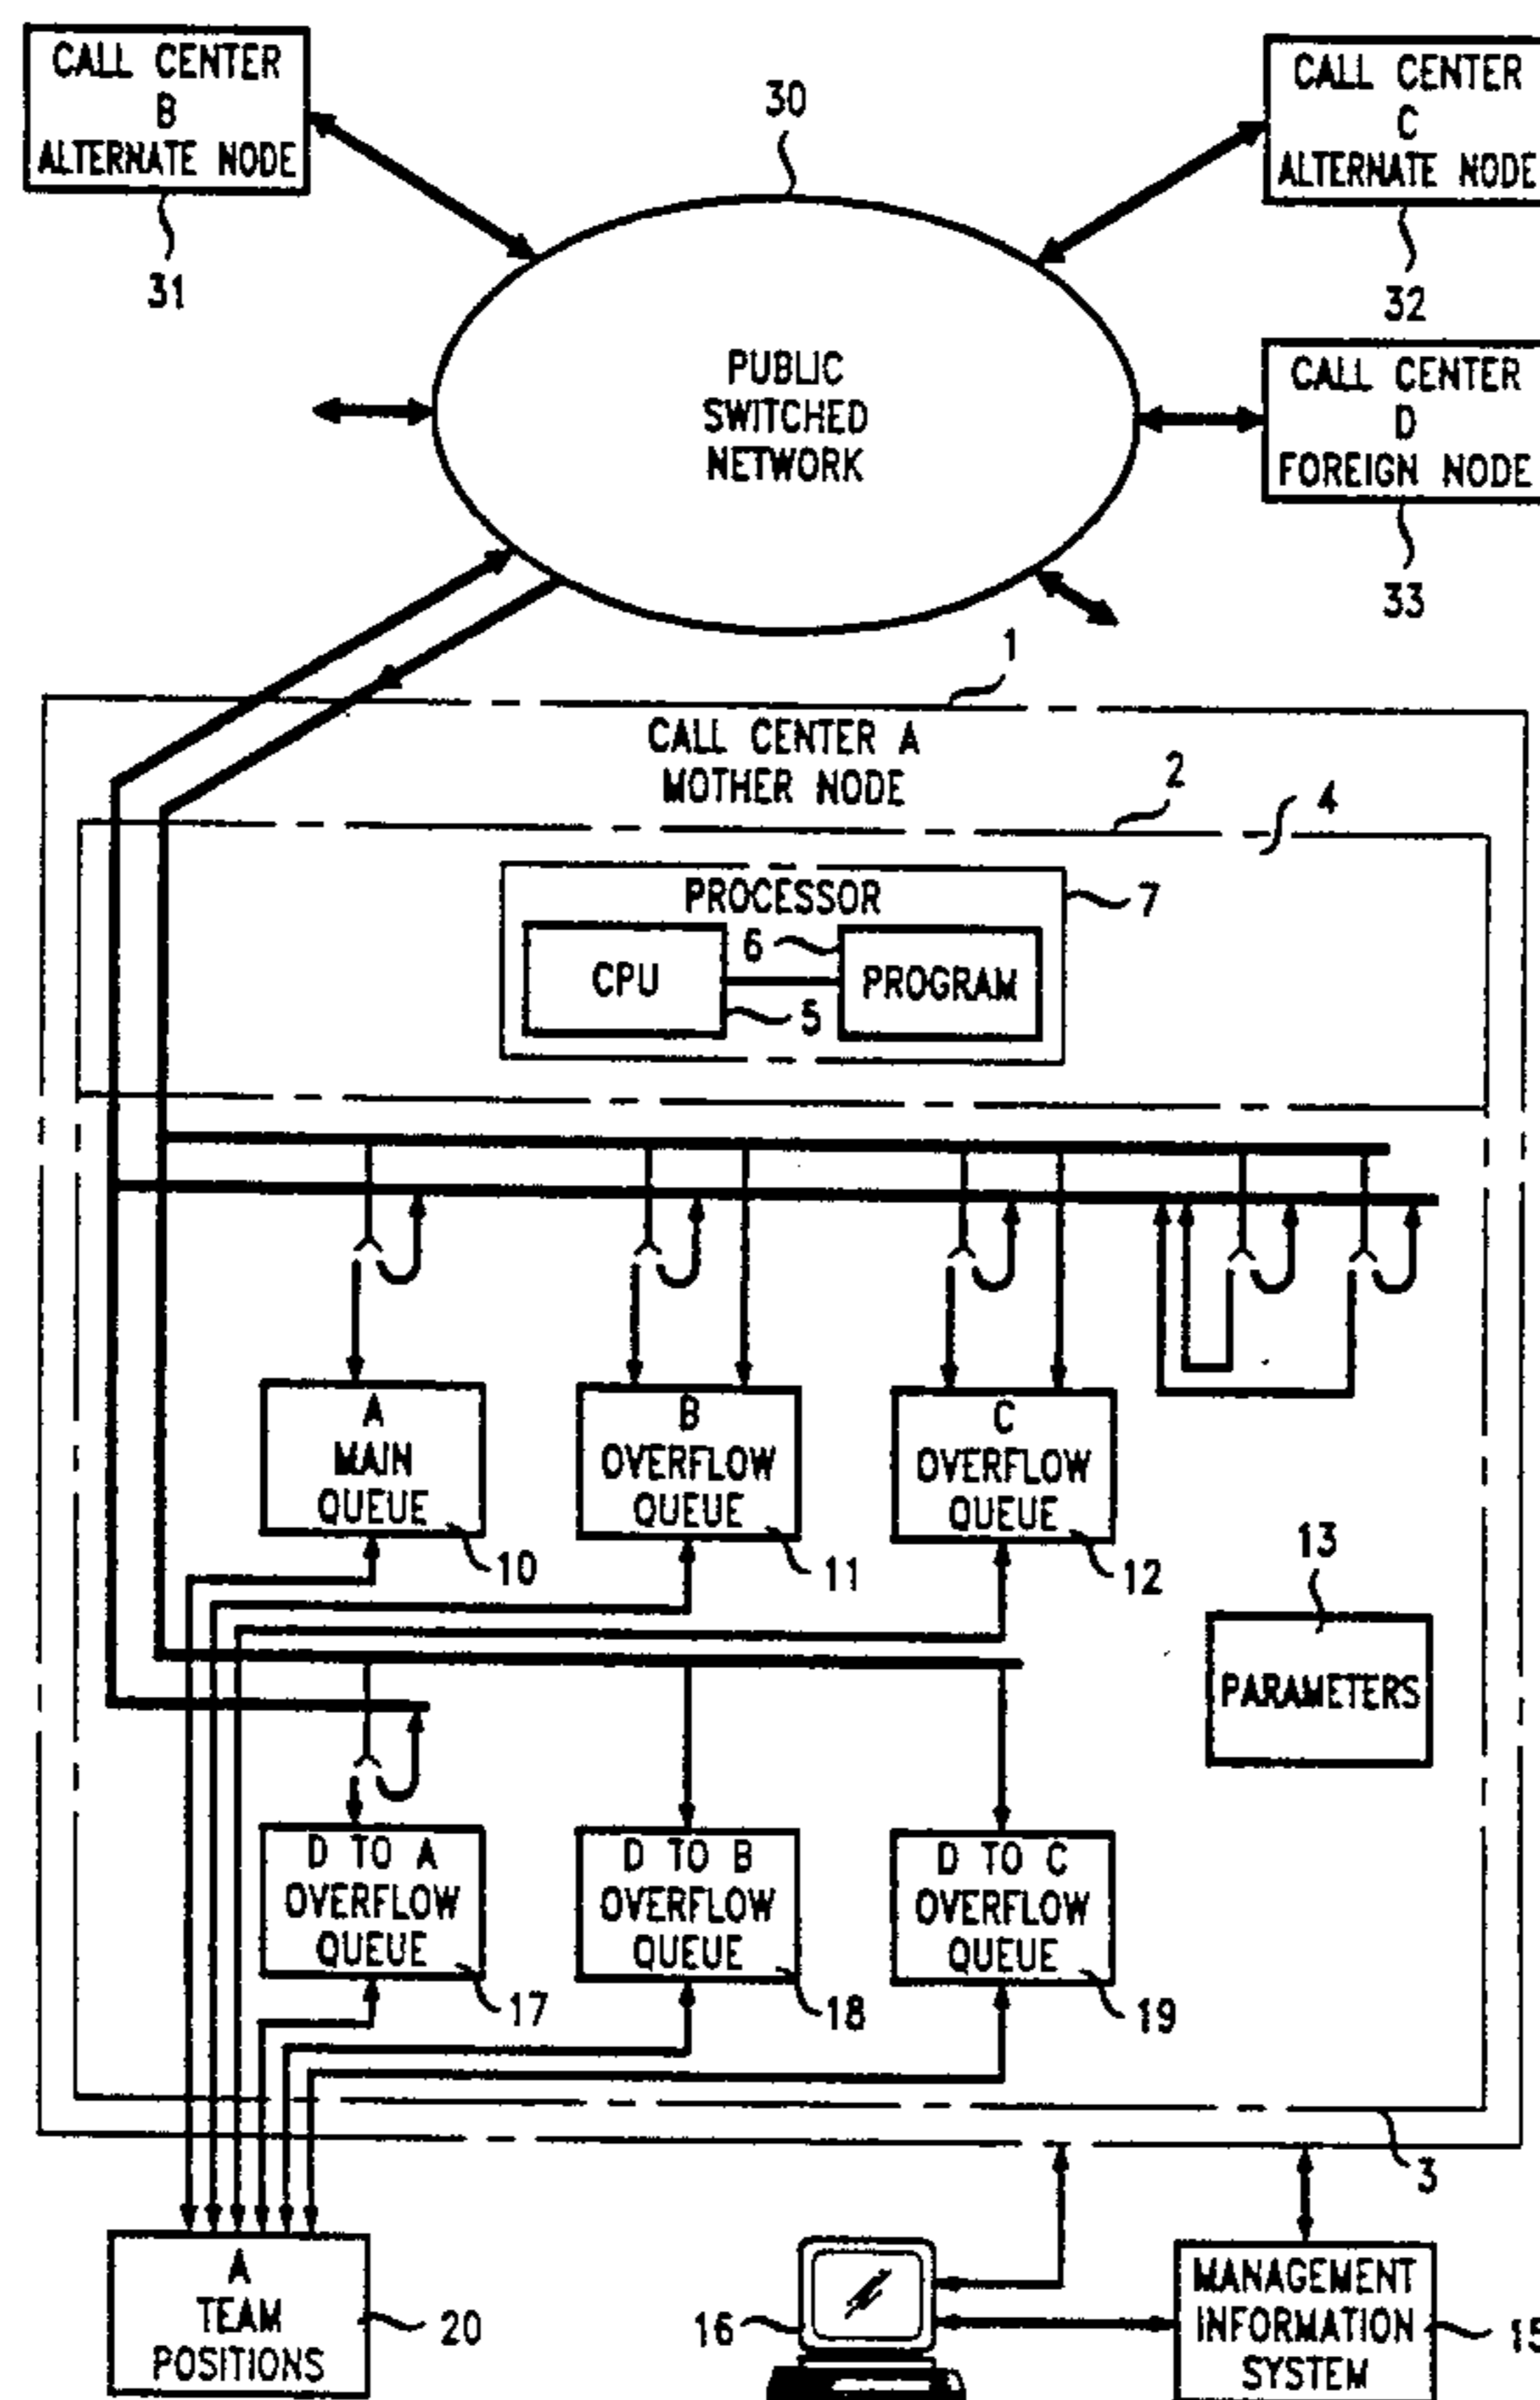 CALL CENTER
B
ALTERNATE NODE
31
30
CALL CENTER
C
ALTERNATE NODE
32
PUBLIC
SWITCHED
NETWORK
CALL CENTER
D
FOREIGN NODE
33
1
CALL CENTER A
MOTHER NODE
2
4
PROCESSOR
7
CPU
5
6
PROGRAM
A
MAIN
QUEUE
10
B
OVERFLOW
QUEUE
11
C
OVERFLOW
QUEUE
12
13
PARAMETERS
D TO A
OVERFLOW
QUEUE
17
D TO B
OVERFLOW
QUEUE
18
D TO C
OVERFLOW
QUEUE
19
3
A
TEAM
POSITIONS
20
16
MANAGEMENT
INFORMATION
SYSTEM
15